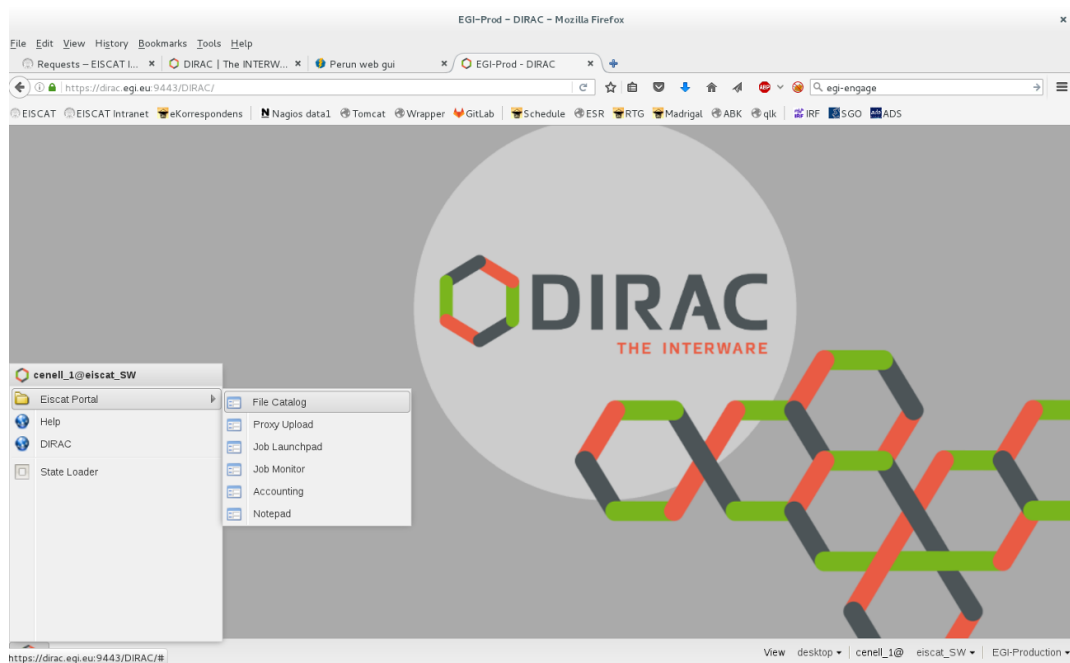 EGI-Prod - DIRAC - Mozilla Firefox
File Edit View History Bookmarks Tools Help
Requests – EISCAT I... DIRAC | The INTERW... Perun web gui EGI-Prod - DIRAC
https://dirac.egi.eu:9443/DIRAC/ egi-engage
EISCAT EISCAT Intranet eKorrespondens Nagios data1 Tomcat Wrapper GitLab Schedule ESR RTG Madrigal ABK qlk IRF SGO ADS
DIRAC
THE INTERWARE
cenell_1@eiscat_SW
Eiscat Portal
File Catalog
Help
Proxy Upload
DIRAC
Job Launchpad
State Loader
Job Monitor
Accounting
Notepad
https://dirac.egi.eu:9443/DIRAC/#
View desktop cenell_1@ eiscat_SW EGI-Production